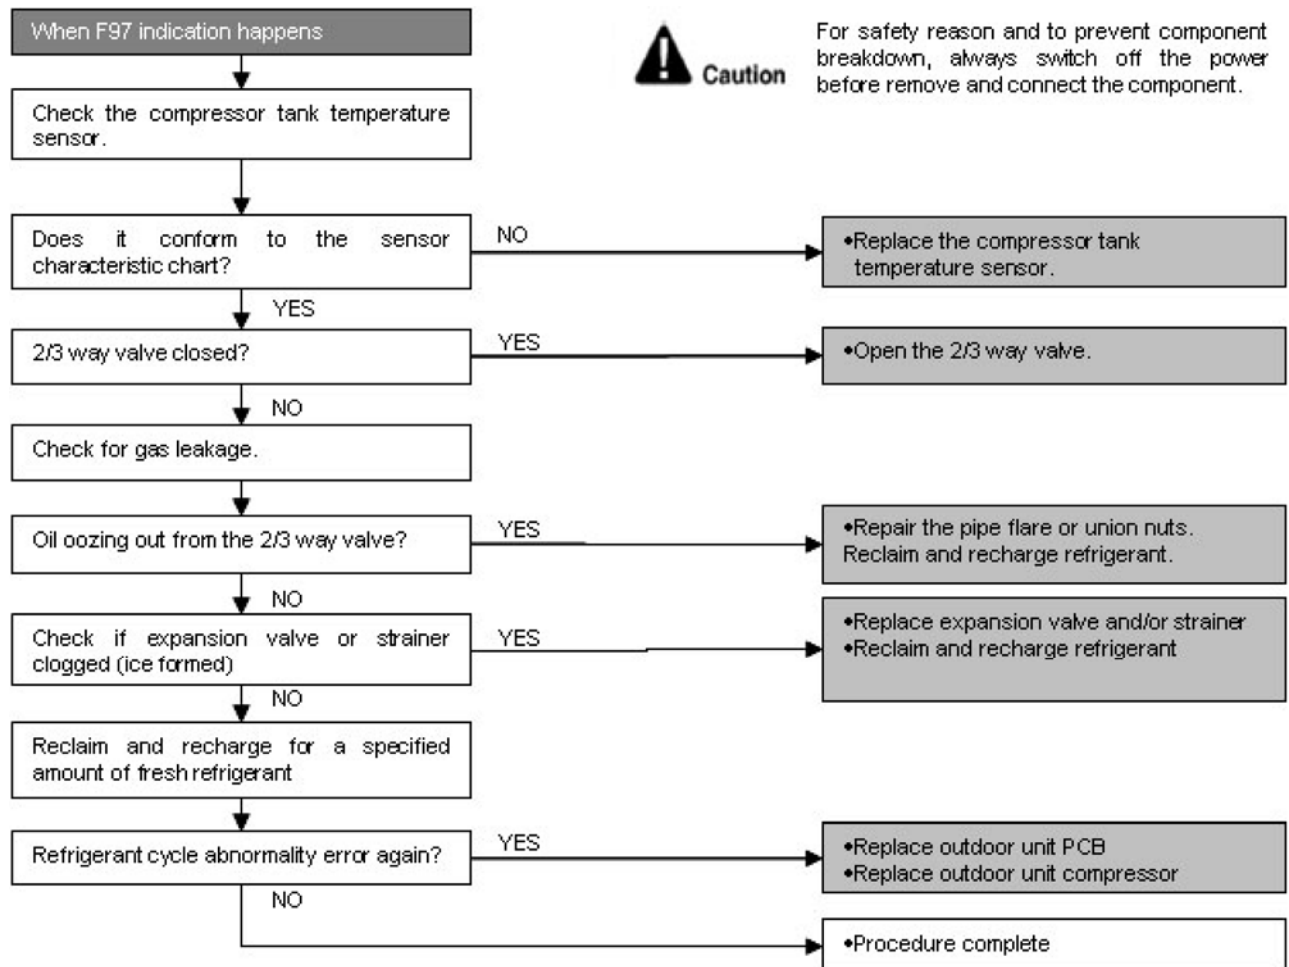 When F97 indication happens
Caution
For safety reason and to prevent component
breakdown, always switch off the power
before remove and connect the component.
Check the compressor tank temperature
sensor.
Does it conform to the sensor
characteristic chart?
NO
•Replace the compressor tank
temperature sensor.
YES
2/3 way valve closed?
YES
•Open the 2/3 way valve.
NO
Check for gas leakage.
Oil oozing out from the 2/3 way valve?
YES
•Repair the pipe flare or union nuts.
Reclaim and recharge refrigerant.
NO
Check if expansion valve or strainer
clogged (ice formed)
YES
•Replace expansion valve and/or strainer
•Reclaim and recharge refrigerant
NO
Reclaim and recharge for a specified
amount of fresh refrigerant
Refrigerant cycle abnormality error again?
YES
•Replace outdoor unit PCB
•Replace outdoor unit compressor
NO
•Procedure complete